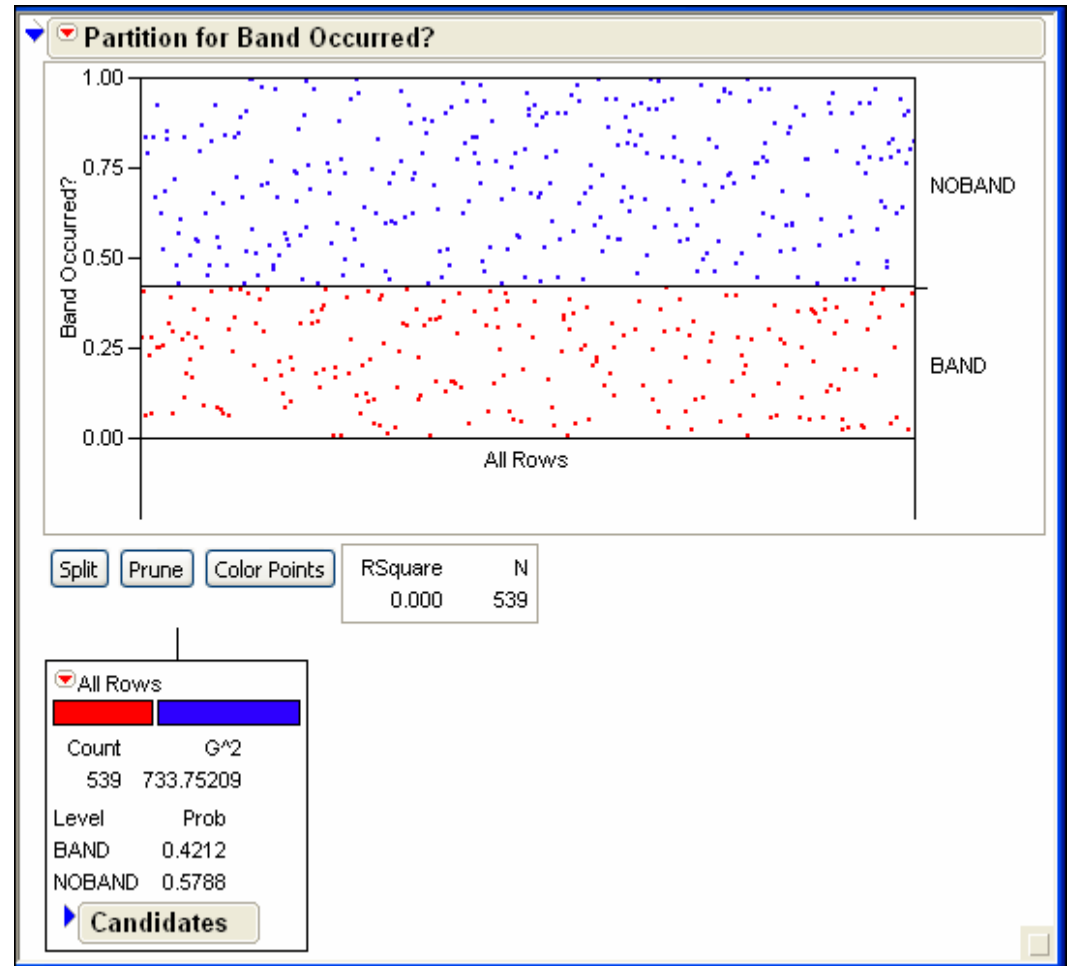 Partition for Band Occurred?
1.00
0.75
0.50
0.25
0.00
Band Occurred?
NOBAND
BAND
All Rows
Split Prune Color Points
RSquare N
0.000 539
All Rows
Count G^2
539 733.75209
Level Prob
BAND 0.4212
NOBAND 0.5788
Candidates